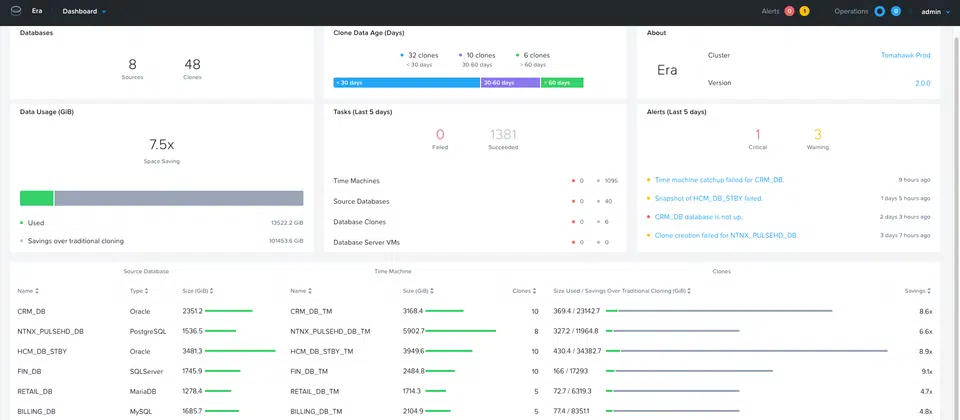 Era Dashboard Alerts 0 1 Operations 0 admin
Databases
8 48
Sources Clones
Clone Data Age (Days)
32 clones 10 clones 6 clones
< 30 days 30-60 days > 60 days
< 30 days 30-60 days > 60 days
About
Era
Cluster Tomahawk-Prod
Version 2.0.0
Data Usage (GiB)
7.5x
Space Saving
Used 13522.2 GiB
Savings over traditional cloning 101453.6 GiB
Tasks (Last 5 days)
0 1381
Failed Succeeded
Time Machines 0 1095
Source Databases 0 40
Database Clones 0 6
Database Server VMs 0 0
Alerts (Last 5 days)
1 3
Critical Warning
Time machine catchup failed for CRM_DB. 9 hours ago
Snapshot of HCM_DB_STBY failed. 1 days 5 hours ago
CRM_DB database is not up. 2 days 3 hours ago
Clone creation failed for NTNX_PULSEHD_DB. 3 days 7 hours ago
Source Database Time Machine Clones
Name Type Size (GiB) Name Size (GiB) Clones Size Used / Savings Over Traditional Cloning (GiB) Savings
CRM_DB Oracle 2351.2 CRM_DB_TM 3168.4 10 369.4 / 23142.7 8.6x
NTNX_PULSEHD_DB PostgreSQL 1536.5 NTNX_PULSEHD_DB_TM 5902.7 8 327.2 / 11964.8 6.6x
HCM_DB_STBY Oracle 3481.3 HCM_DB_STBY_TM 3949.6 10 430.4 / 34382.7 8.9x
FIN_DB SQLServer 1745.9 FIN_DB_TM 2484.8 10 166 / 17293 9.1x
RETAIL_DB MariaDB 1278.4 RETAIL_DB_TM 1714.3 5 72.7 / 6319.3 4.7x
BILLING_DB MySQL 1685.7 BILLING_DB_TM 2104.9 5 77.4 / 8351.1 4.8x